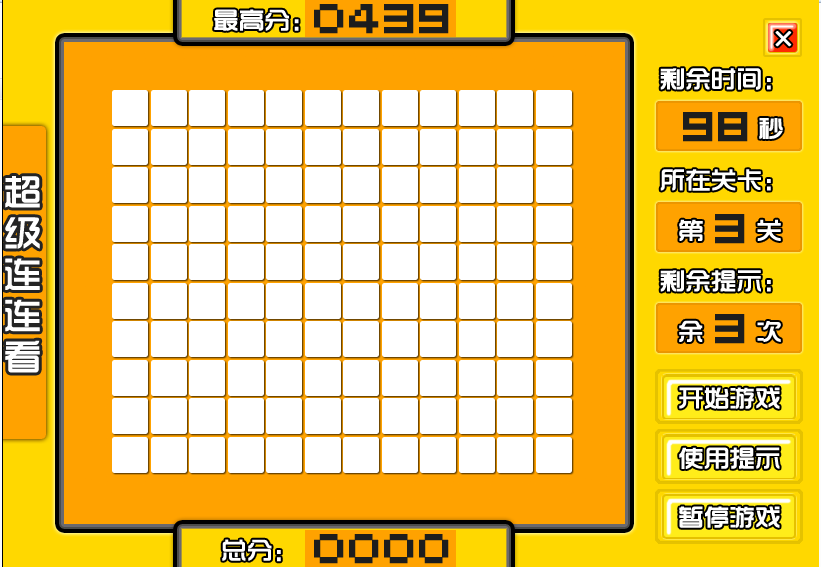 最高分: 0439
超级连连看
剩余时间:
98 秒
所在关卡:
第 3 关
剩余提示:
余 3 次
开始游戏
使用提示
暂停游戏
总分: 0000